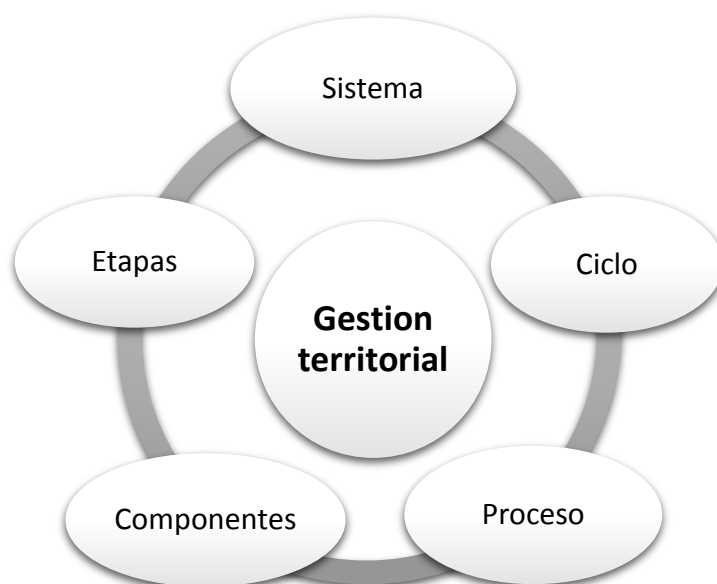 Sistema
Etapas
Ciclo
Gestion
territorial
Componentes
Proceso